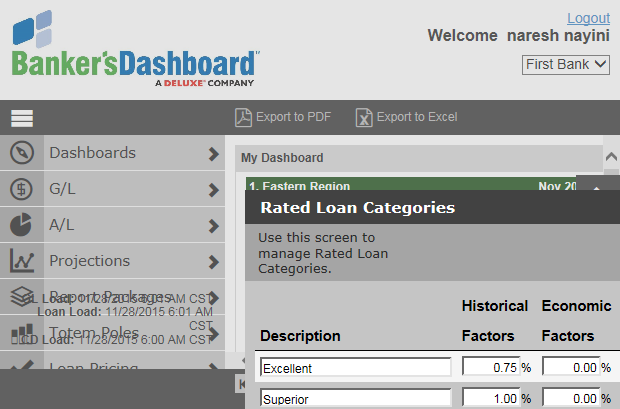 Logout
Welcome naresh nayini
Banker'sDashboard™
A DELUXE® COMPANY
First Bank
Export to PDF Export to Excel
Dashboards
G/L
A/L
Projections
Report Packages
GL Load: 11/28/2015 6:01 AM CST
Loan Load: 11/28/2015 6:01 AM
CST
Totem Poles
CD Load: 11/28/2015 6:00 AM CST
Loan Pricing
My Dashboard
1. Eastern Region Nov 20
Rated Loan Categories
Use this screen to
manage Rated Loan
Categories.
Historical Economic
Description Factors Factors
Excellent 0.75 % 0.00 %
Superior 1.00 % 0.00 %